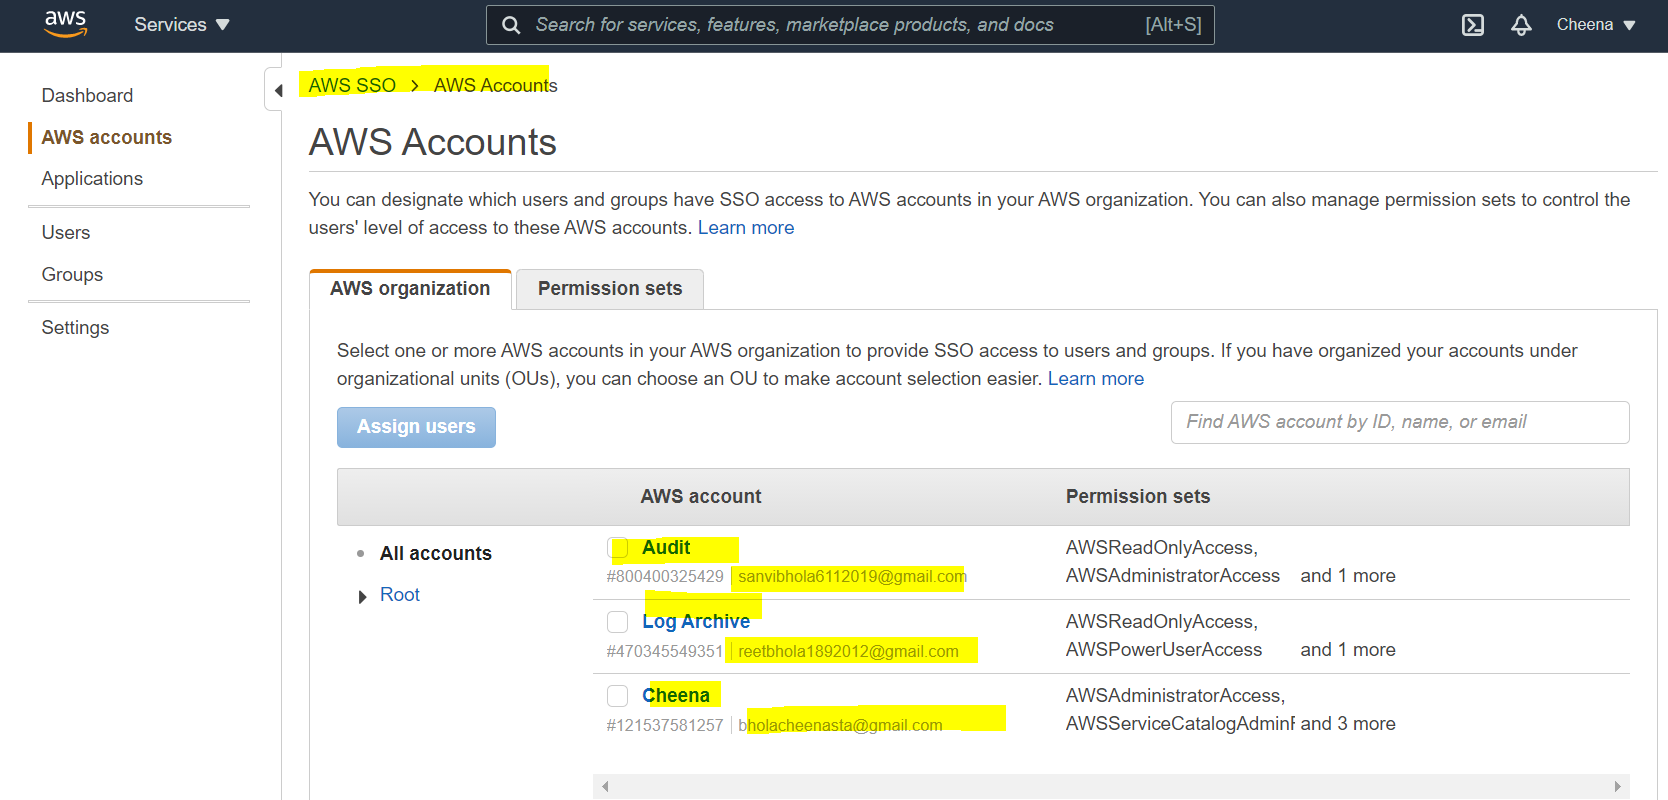 aws
Services
Search for services, features, marketplace products, and docs [Alt+S]
Cheena
Dashboard
AWS accounts
Applications
Users
Groups
Settings
AWS SSO > AWS Accounts
AWS Accounts
You can designate which users and groups have SSO access to AWS accounts in your AWS organization. You can also manage permission sets to control the
users' level of access to these AWS accounts. Learn more
AWS organization
Permission sets
Select one or more AWS accounts in your AWS organization to provide SSO access to users and groups. If you have organized your accounts under
organizational units (OUs), you can choose an OU to make account selection easier. Learn more
Assign users
Find AWS account by ID, name, or email
AWS account
Permission sets
All accounts
Root
Audit
#800400325429 | sanvibhola6112019@gmail.com
AWSReadOnlyAccess,
AWSAdministratorAccess and 1 more
Log Archive
#470345549351 | reetbhola1892012@gmail.com
AWSReadOnlyAccess,
AWSPowerUserAccess and 1 more
Cheena
#121537581257 | bholacheenasta@gmail.com
AWSAdministratorAccess,
AWSServiceCatalogAdminF and 3 more